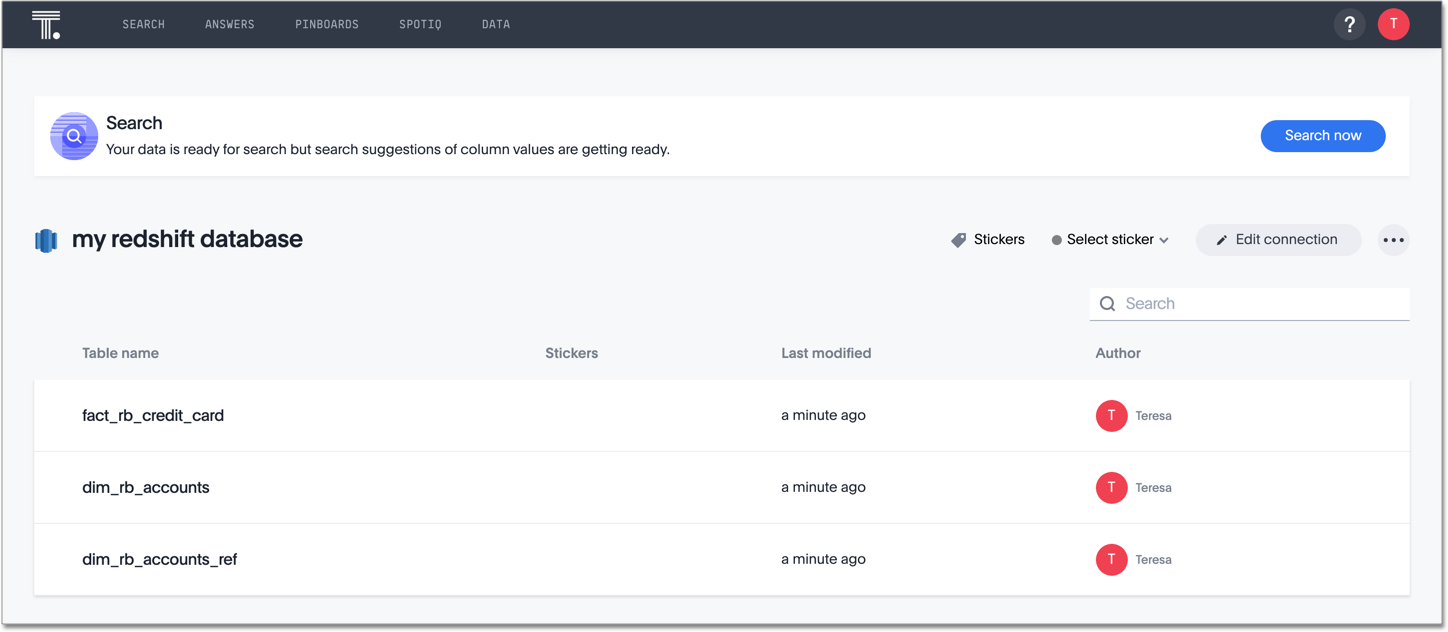 T. SEARCH ANSWERS PINBOARDS SPOTIQ DATA ? T
Search
Your data is ready for search but search suggestions of column values are getting ready.
Search now
my redshift database Stickers Select sticker Edit connection
Search
Table name Stickers Last modified Author
fact_rb_credit_card a minute ago T Teresa
dim_rb_accounts a minute ago T Teresa
dim_rb_accounts_ref a minute ago T Teresa